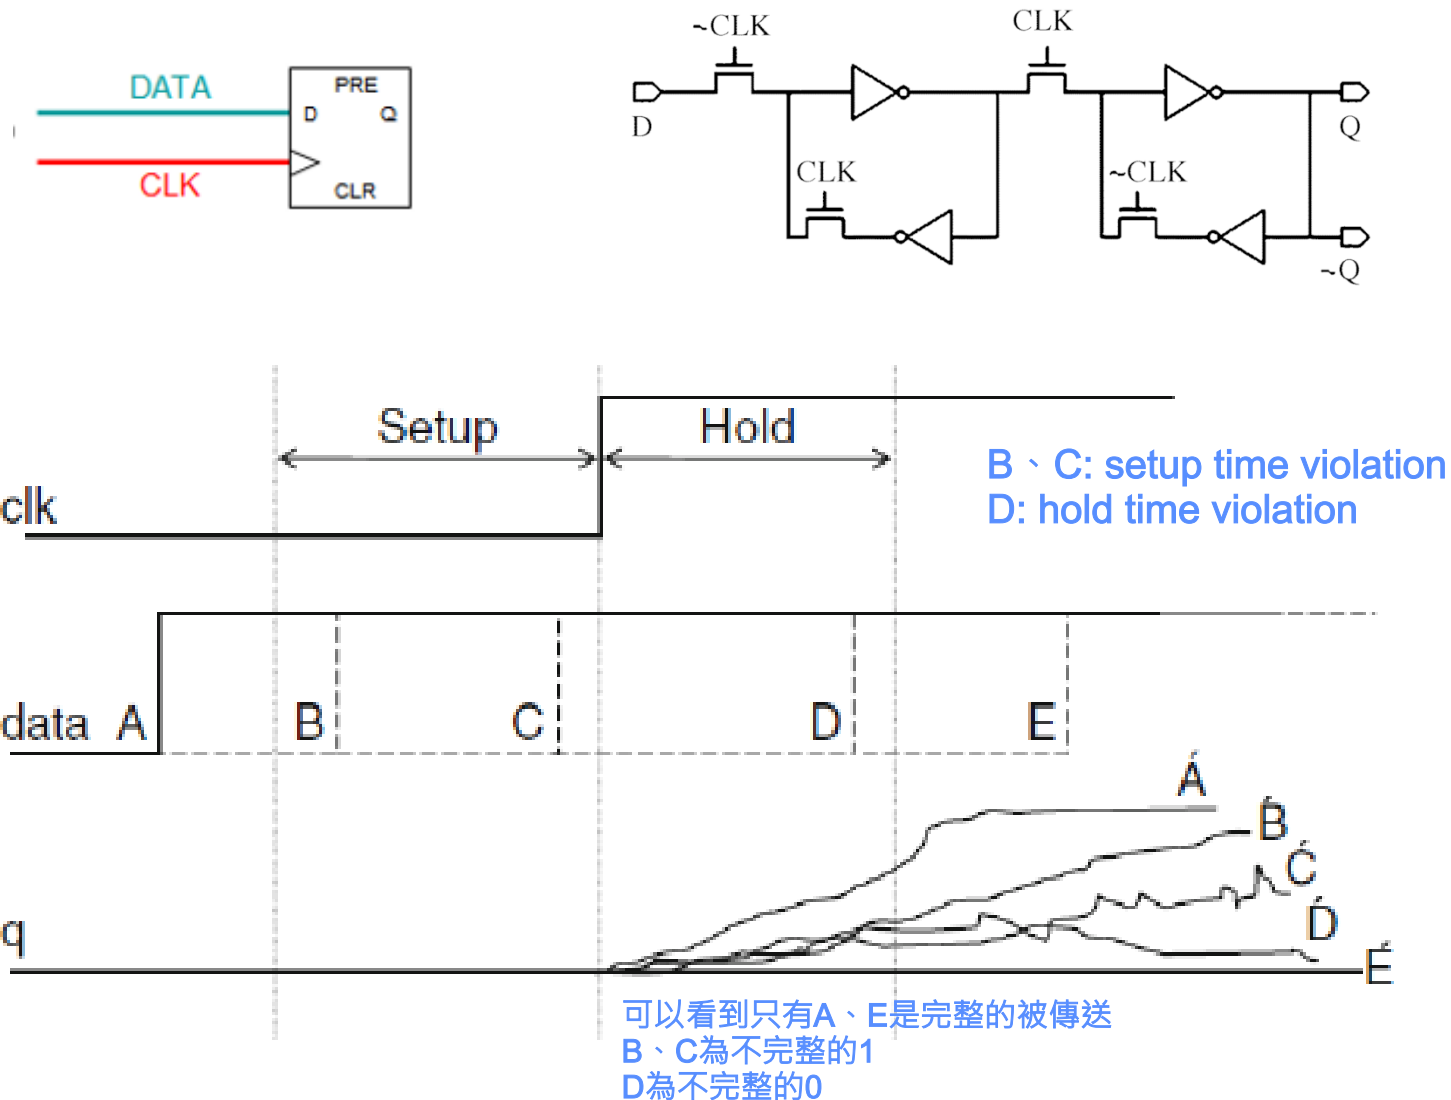 ~CLK
CLK
DATA
PRE
D
Q
CLK
CLR
D
Q
CLK
~CLK
~Q
Setup
Hold
clk
B、C: setup time violation
D: hold time violation
data A B C D E
Á
B́
Ć
D́
É
q
可以看到只有A、E是完整的被傳送
B、C為不完整的1
D為不完整的0